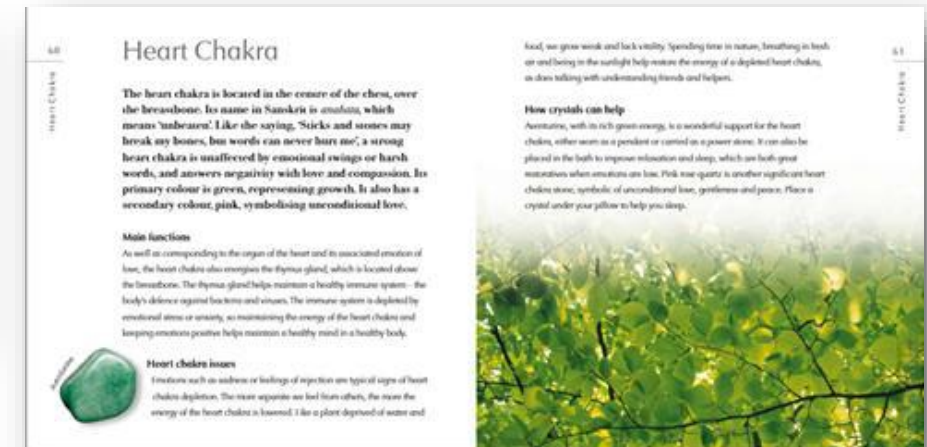 60
Heart Chakra
Heart Chakra
The heart chakra is located in the centre of the chest, over
the breastbone. Its name in Sanskrit is anahata, which
means ‘unbeaten’. Like the saying, ‘Sticks and stones may
break my bones, but words can never hurt me’, a strong
heart chakra is unaffected by emotional swings or harsh
words, and answers negativity with love and compassion. Its
primary colour is green, representing growth. It also has a
secondary colour, pink, symbolising unconditional love.
Main functions
As well as corresponding to the organ of the heart and its associated emotion of
love, the heart chakra also energises the thymus gland, which is located above
the breastbone. The thymus gland helps maintain a healthy immune system – the
body's defence against bacteria and viruses. The immune system is depleted by
emotional stress or anxiety, so maintaining the energy of the heart chakra and
keeping emotions positive helps maintain a healthy mind in a healthy body.
Heart chakra issues
Emotions such as sadness or feelings of rejection are typical signs of heart
chakra depletion. The more separate we feel from others, the more the
energy of the heart chakra is lowered. Like a plant deprived of water and
food, we grow weak and lack vitality. Spending time in nature, breathing in fresh
air and being in the sunlight help restore the energy of a depleted heart chakra,
as does talking with understanding friends and helpers.
How crystals can help
Aventurine, with its rich green energy, is a wonderful support for the heart
chakra, either worn as a pendant or carried as a power stone. It can also be
placed in the bath to improve relaxation and sleep, which are both great
restoratives when emotions are low. Pink rose quartz is another significant heart
chakra stone, symbolic of unconditional love, gentleness and peace. Place a
crystal under your pillow to help you sleep.
61
Heart Chakra